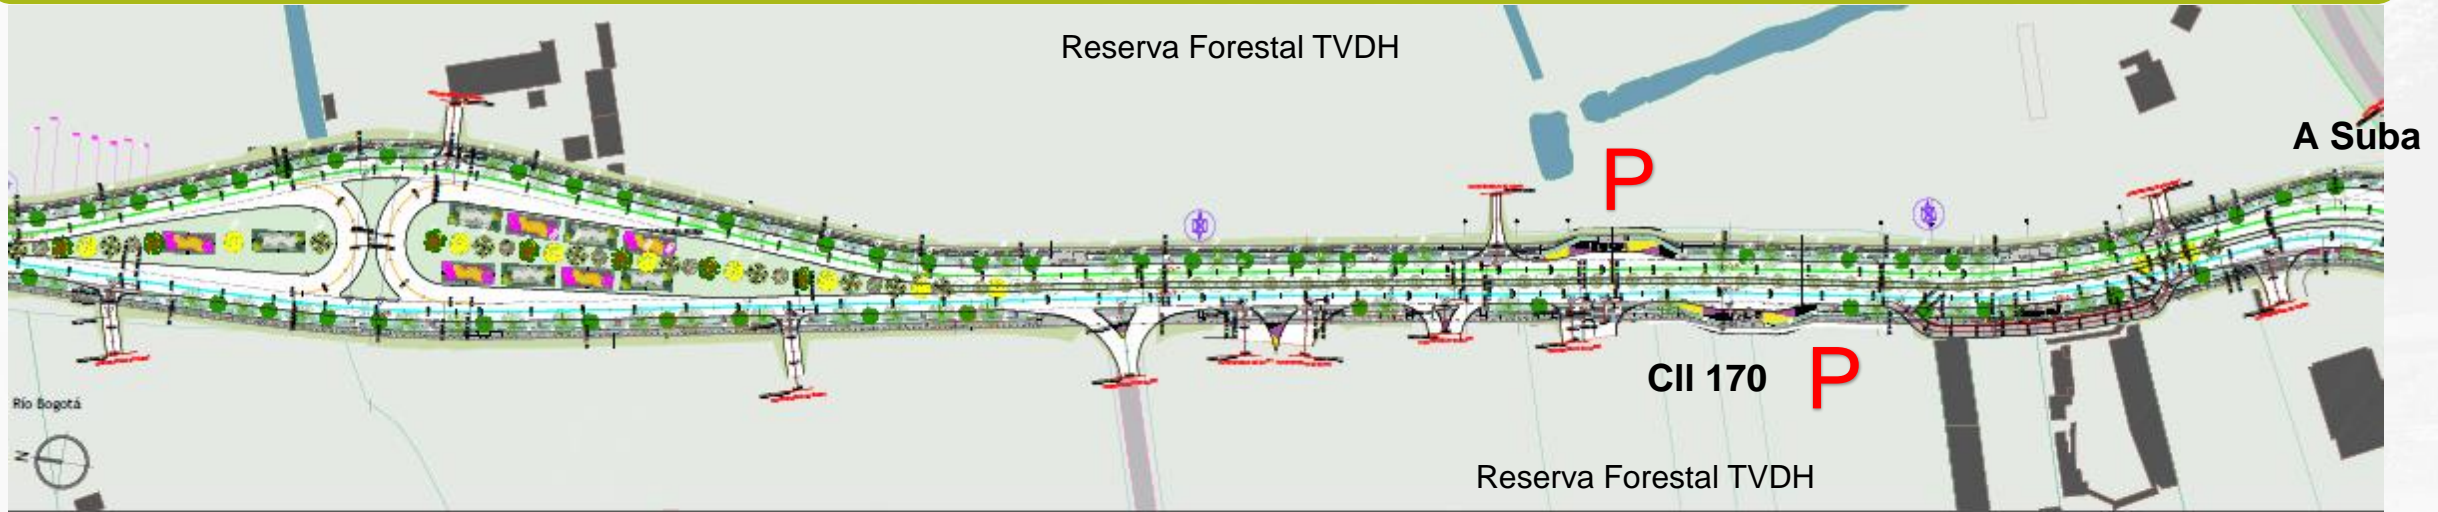 Reserva Forestal TVDH
A Suba
P
Cll 170
P
Río Bogotá
N
Reserva Forestal TVDH